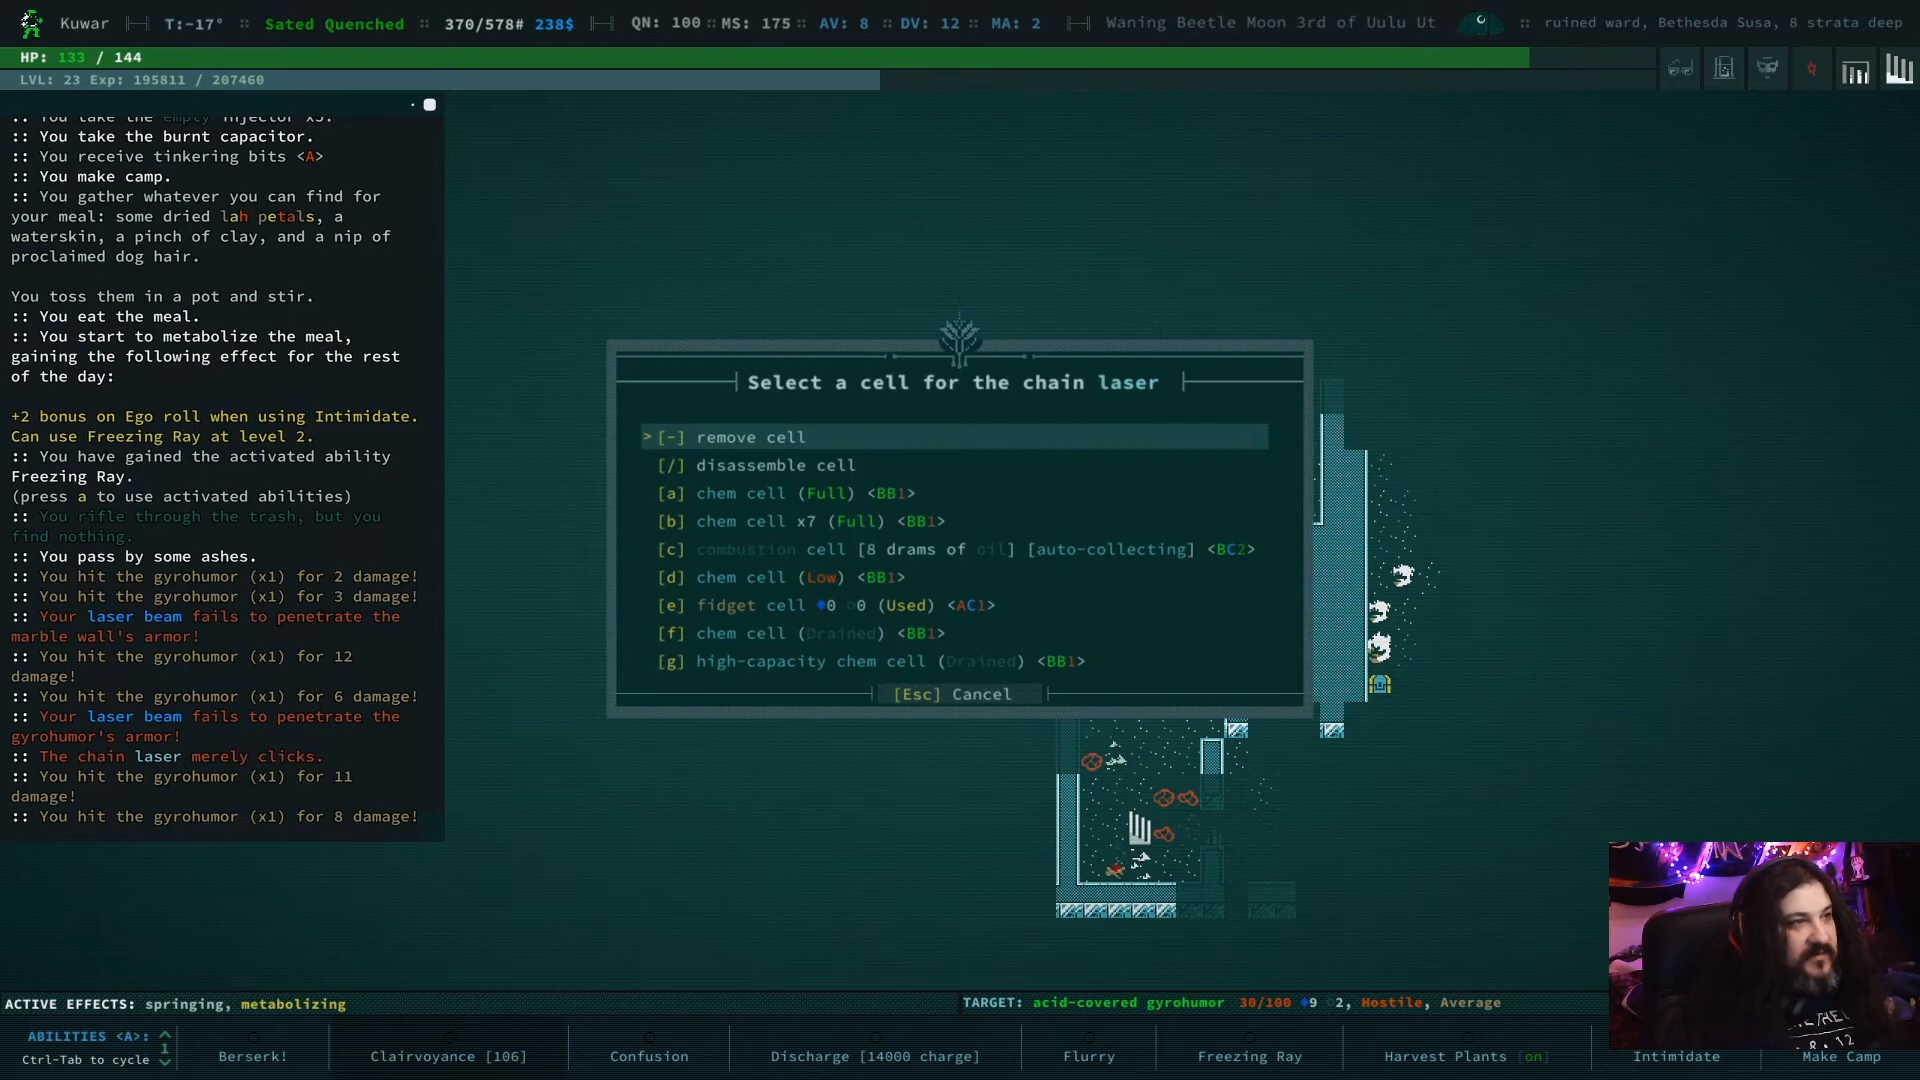 Kuwar T:-17° :: Sated Quenched :: 370/578# 238$ QN: 100 :: MS: 175 :: AV: 8 :: DV: 12 :: MA: 2 Waning Beetle Moon 3rd of Uulu Ut :: ruined ward, Bethesda Susa, 8 strata deep
HP: 133 / 144
LVL: 23 Exp: 195811 / 207460
:: You take the empty injector x3.
:: You take the burnt capacitor.
:: You receive tinkering bits <A>
:: You make camp.
:: You gather whatever you can find for
your meal: some dried lah petals, a
waterskin, a pinch of clay, and a nip of
proclaimed dog hair.
You toss them in a pot and stir.
:: You eat the meal.
:: You start to metabolize the meal,
gaining the following effect for the rest
of the day:
+2 bonus on Ego roll when using Intimidate.
Can use Freezing Ray at level 2.
:: You have gained the activated ability
Freezing Ray.
(press a to use activated abilities)
:: You rifle through the trash, but you
find nothing.
:: You pass by some ashes.
:: You hit the gyrohumor (x1) for 2 damage!
:: You hit the gyrohumor (x1) for 3 damage!
:: Your laser beam fails to penetrate the
marble wall's armor!
:: You hit the gyrohumor (x1) for 12
damage!
:: You hit the gyrohumor (x1) for 6 damage!
:: Your laser beam fails to penetrate the
gyrohumor's armor!
:: The chain laser merely clicks.
:: You hit the gyrohumor (x1) for 11
damage!
:: You hit the gyrohumor (x1) for 8 damage!
Select a cell for the chain laser
> [-] remove cell
[/] disassemble cell
[a] chem cell (Full) <BB1>
[b] chem cell x7 (Full) <BB1>
[c] combustion cell [8 drams of oil] [auto-collecting] <BC2>
[d] chem cell (Low) <BB1>
[e] fidget cell ♦0 ○0 (Used) <AC1>
[f] chem cell (Drained) <BB1>
[g] high-capacity chem cell (Drained) <BB1>
[Esc] Cancel
ACTIVE EFFECTS: springing, metabolizing
TARGET: acid-covered gyrohumor 30/100 ♦9 ○2, Hostile, Average
ABILITIES <A>: 1
Ctrl-Tab to cycle
Berserk! Clairvoyance [106] Confusion Discharge [14000 charge] Flurry Freezing Ray Harvest Plants [on] Intimidate Make Camp